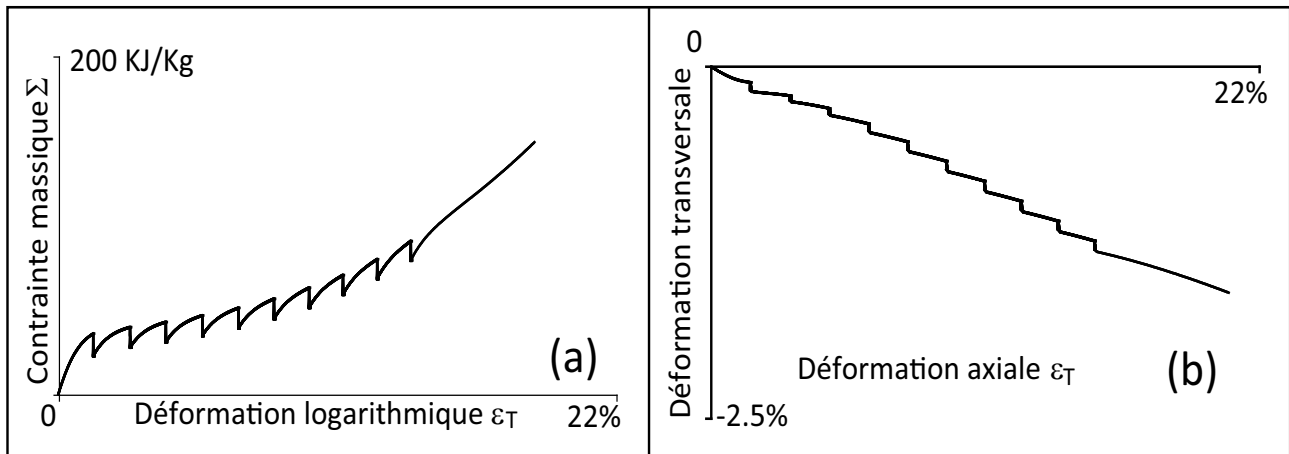 200 KJ/Kg
Contrainte massique Σ
(a)
0
Déformation logarithmique εT
22%
0
Déformation transversale
22%
Déformation axiale εT
(b)
-2.5%